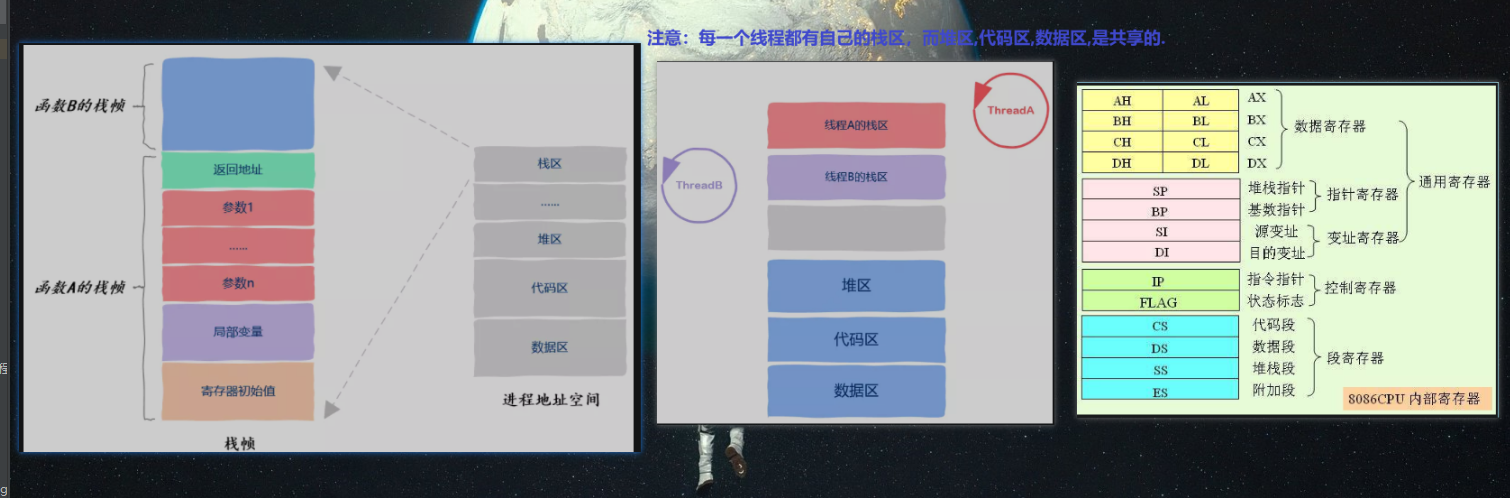 注意：每一个线程都有自己的栈区，而堆区,代码区,数据区,是共享的.
函数B的栈帧
返回地址
参数1
......
参数n
函数A的栈帧
局部变量
寄存器初始值
栈帧
栈区
......
堆区
代码区
数据区
进程地址空间
ThreadA
线程A的栈区
ThreadB
线程B的栈区
堆区
代码区
数据区
AH AL AX
BH BL BX
CH CL CX
DH DL DX
数据寄存器
SP 堆栈指针
BP 基数指针
指针寄存器
SI 源变址
DI 目的变址
变址寄存器
通用寄存器
IP 指令指针
FLAG 状态标志
控制寄存器
CS 代码段
DS 数据段
SS 堆栈段
ES 附加段
段寄存器
8086CPU 内部寄存器
程
g